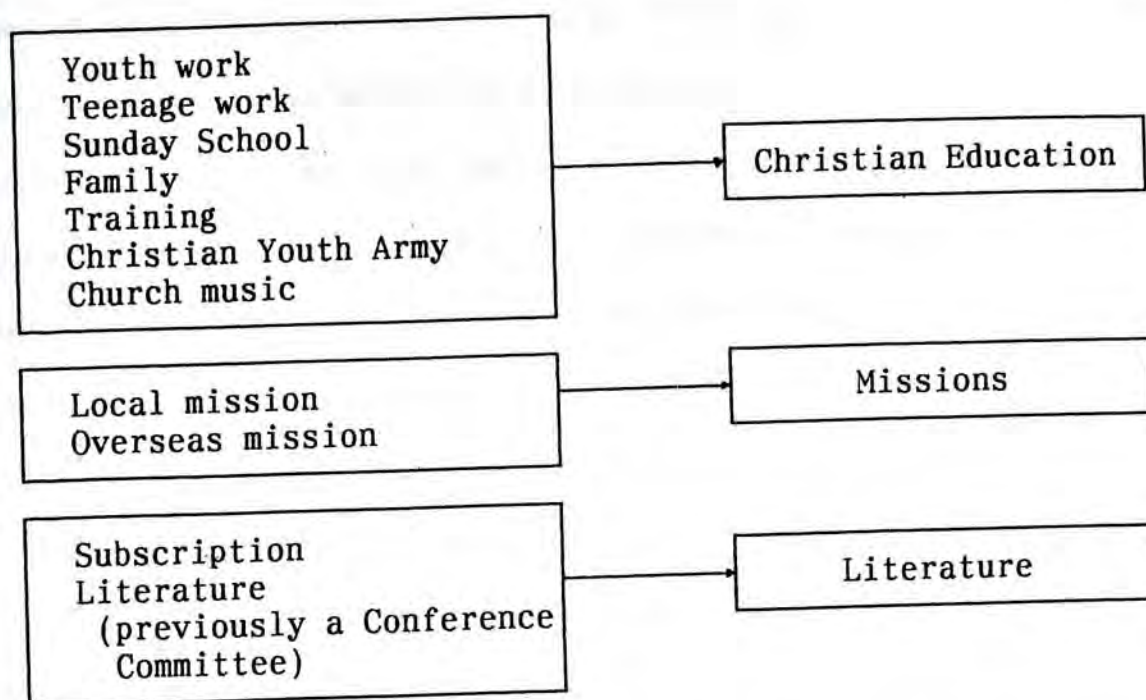 Youth work
Teenage work
Sunday School
Family
Training
Christian Youth Army
Church music
Christian Education
Local mission
Overseas mission
Missions
Subscription
Literature
(previously a Conference
Committee)
Literature